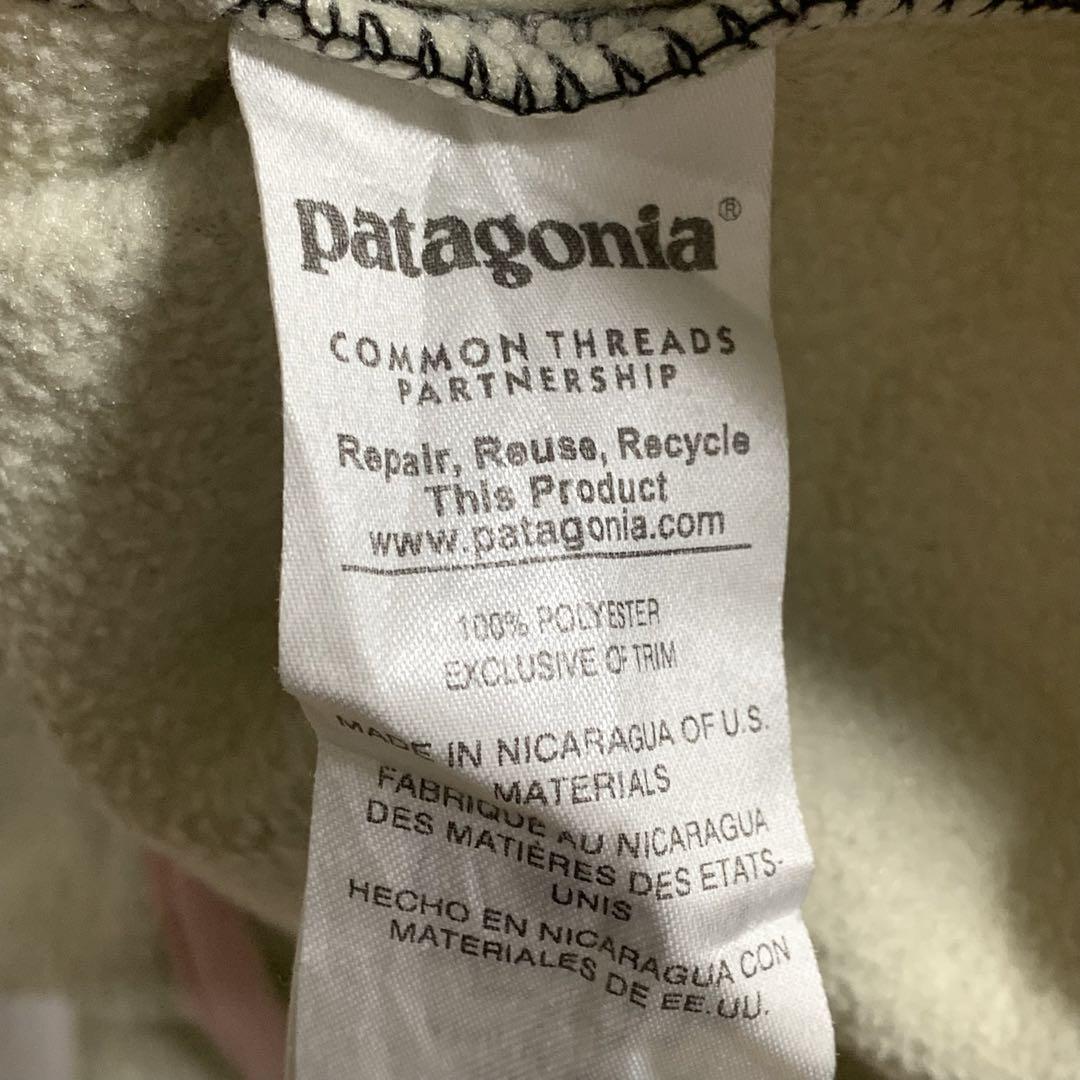 patagonia®
COMMON THREADS
PARTNERSHIP
Repair, Reuse, Recycle
This Product
www.patagonia.com
100% POLYESTER
EXCLUSIVE OF TRIM
MADE IN NICARAGUA OF U.S.
MATERIALS
FABRIQUE AU NICARAGUA
DES MATIÈRES DES ETATS-
UNIS
HECHO EN NICARAGUA CON
MATERIALES DE EE.UU.